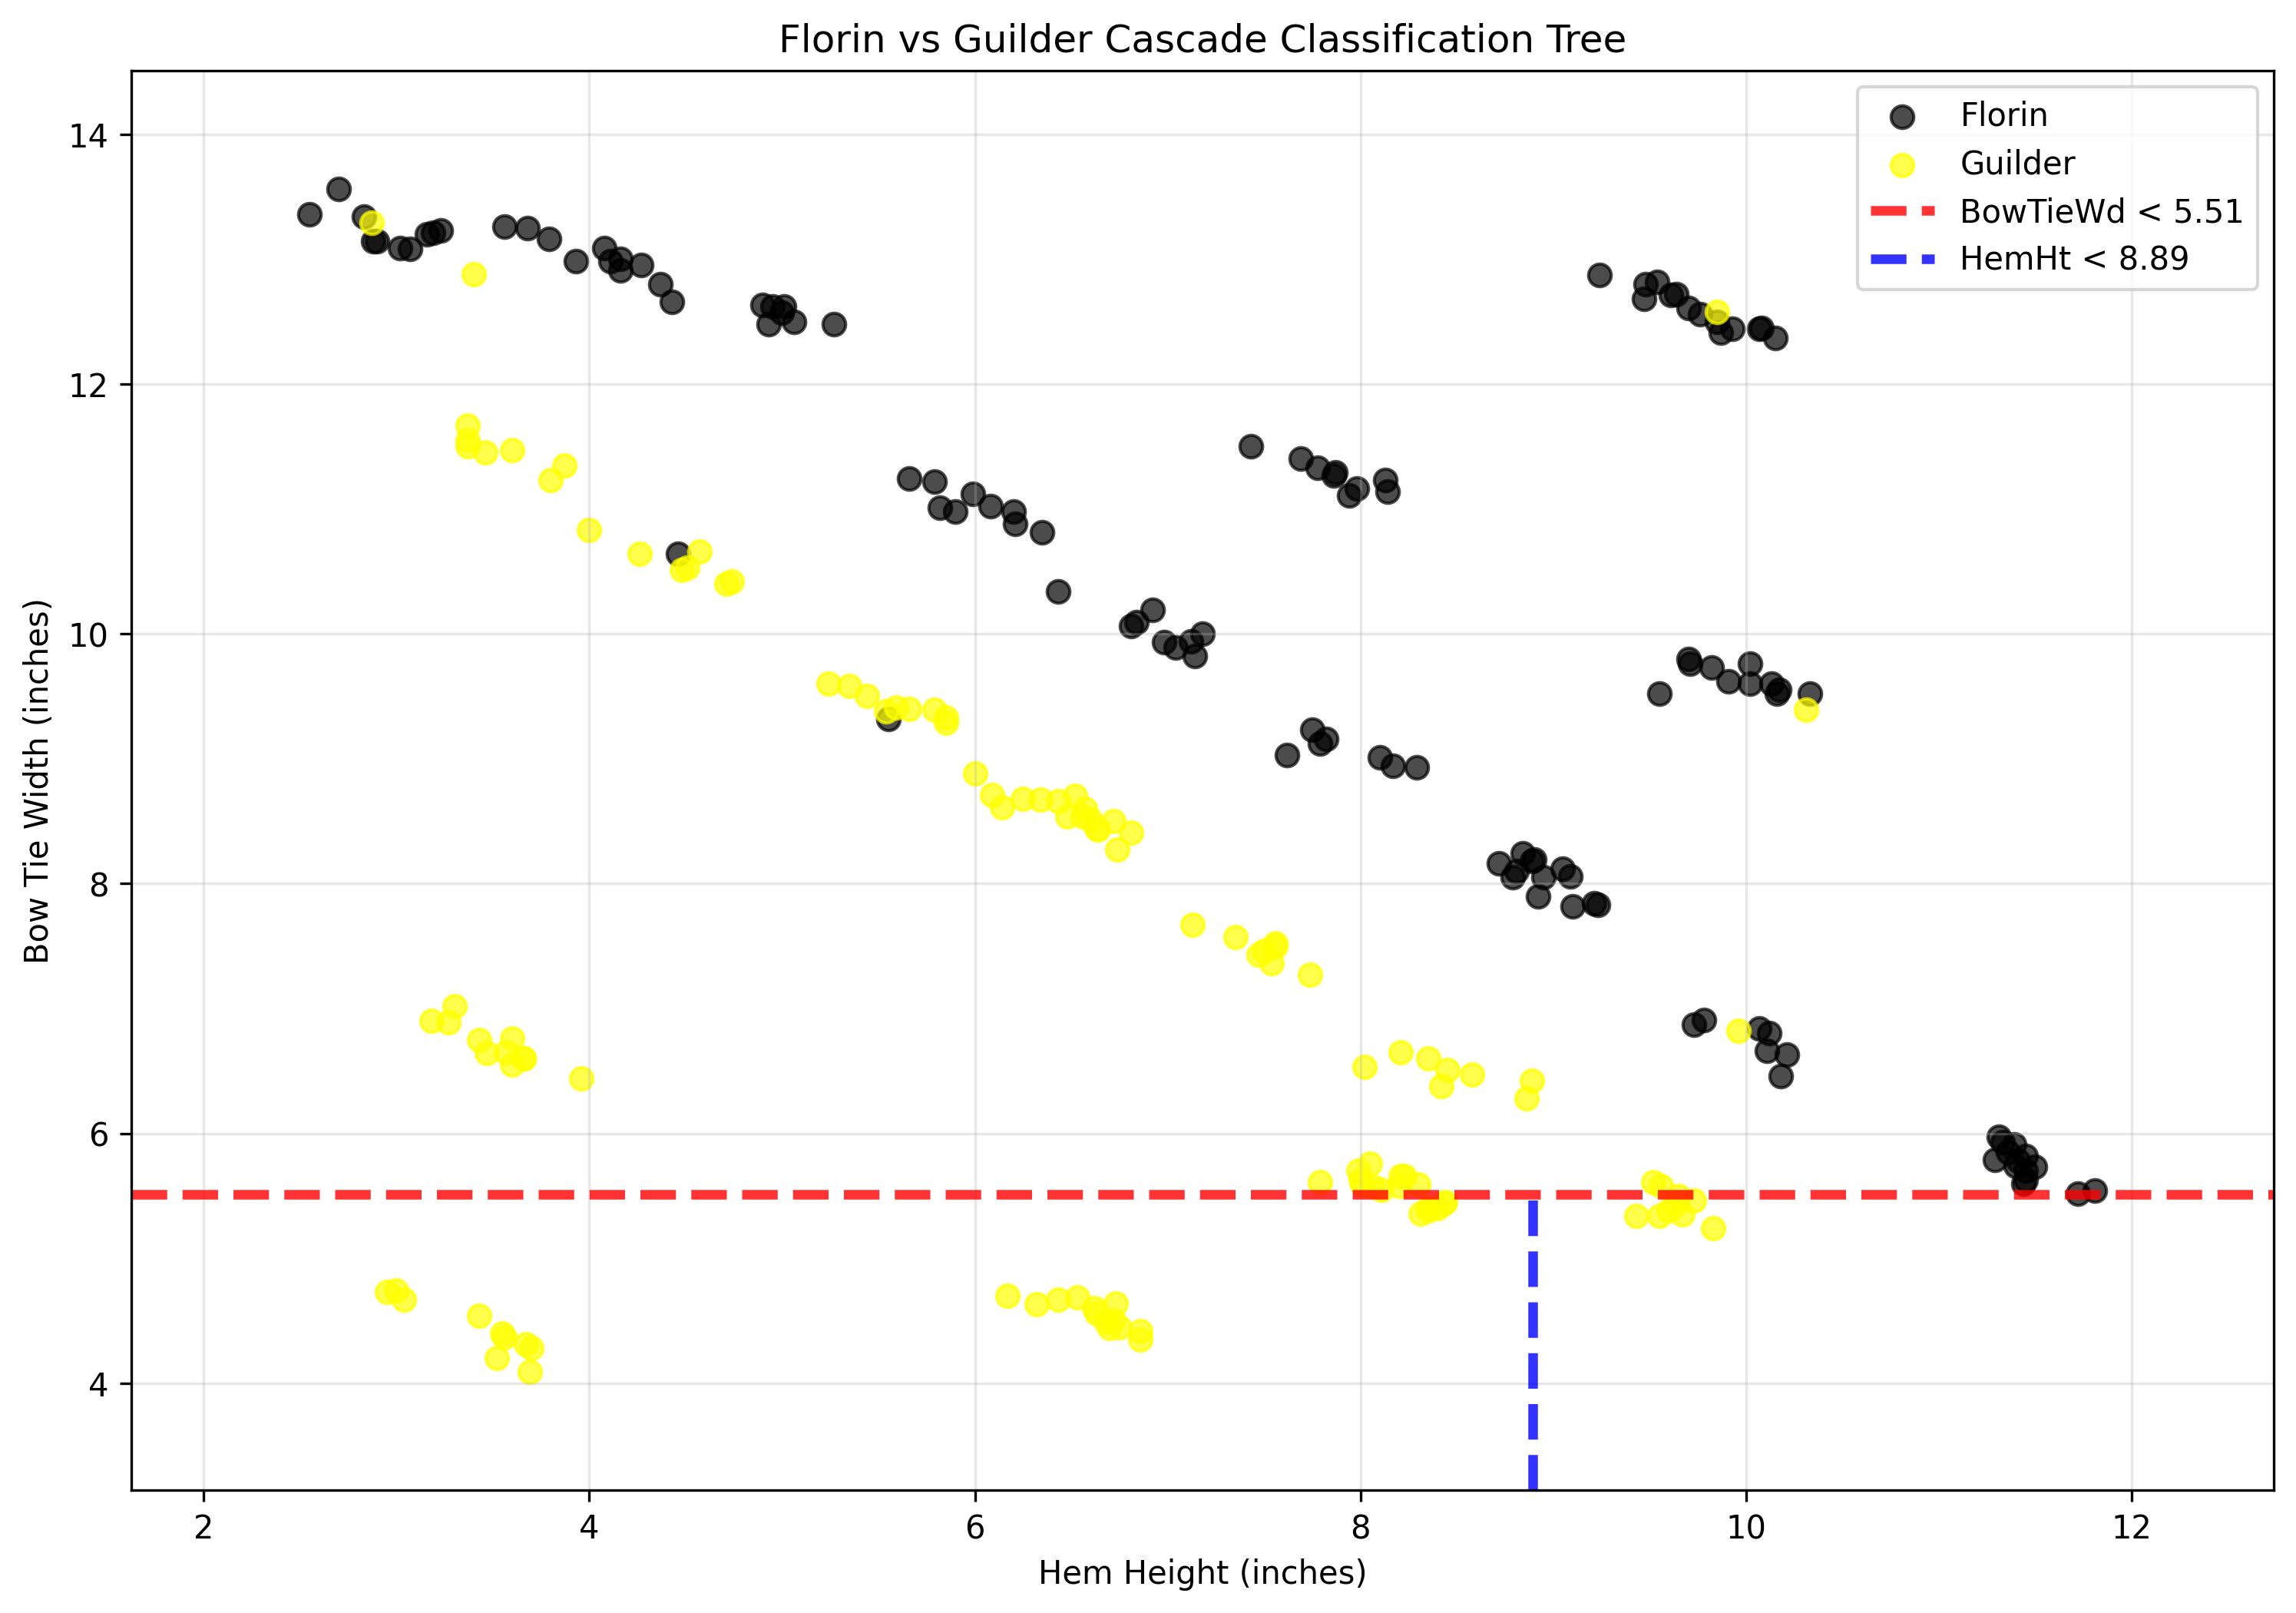 Florin vs Guilder Cascade Classification Tree
Florin
Guilder
BowTieWd < 5.51
HemHt < 8.89
Bow Tie Width (inches)
14
12
10
8
6
4
2 4 6 8 10 12
Hem Height (inches)